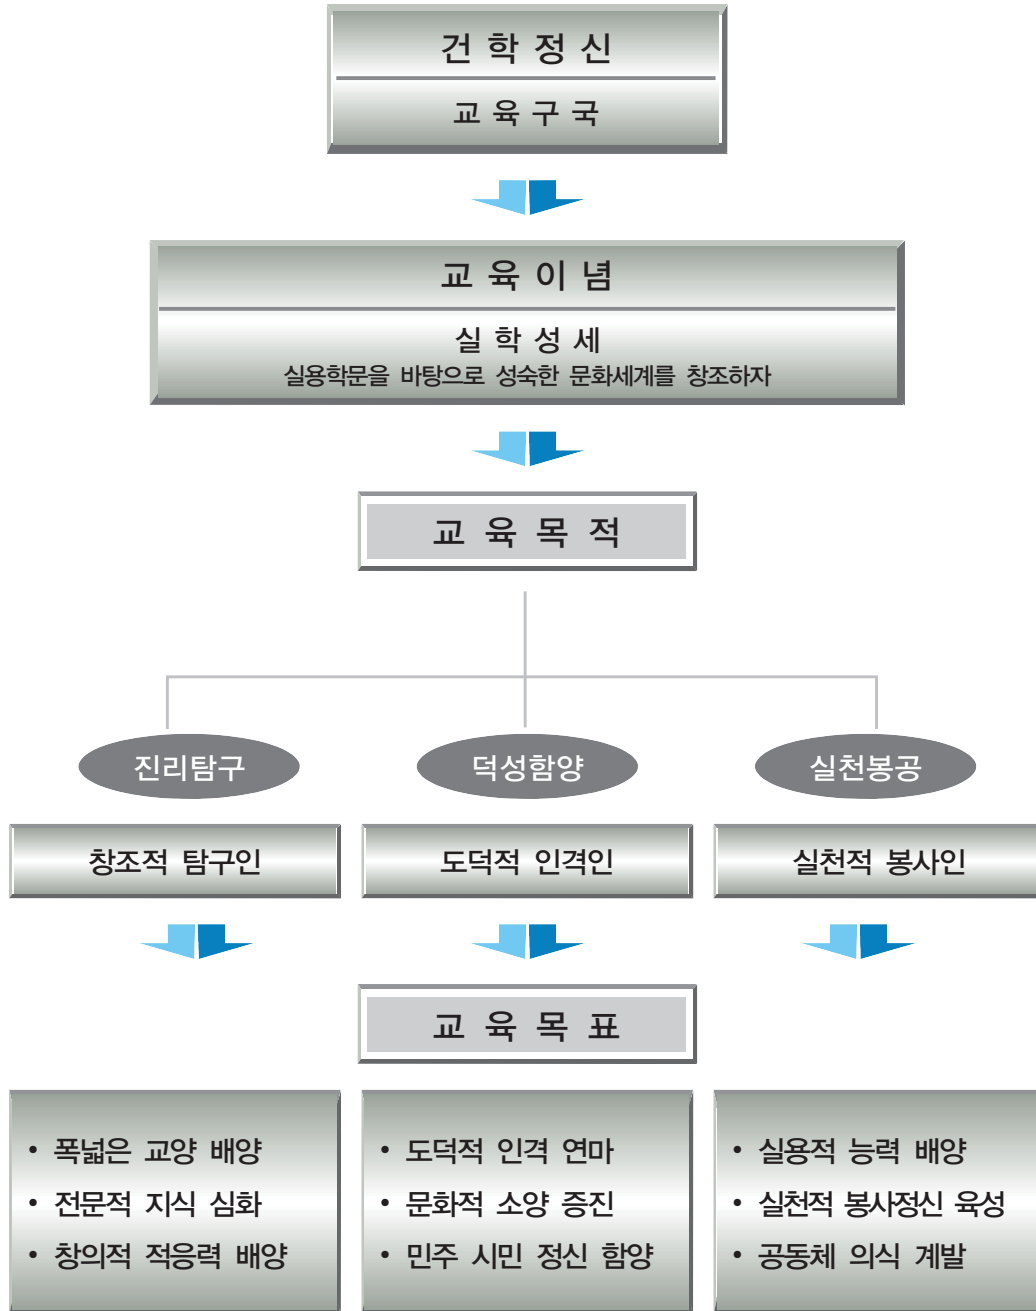 건 학 정 신
교 육 구 국
교 육 이 념
실 학 성 세
실용학문을 바탕으로 성숙한 문화세계를 창조하자
교 육 목 적
진리탐구
덕성함양
실천봉공
창조적 탐구인
도덕적 인격인
실천적 봉사인
교 육 목 표
• 폭넓은 교양 배양
• 전문적 지식 심화
• 창의적 적응력 배양
• 도덕적 인격 연마
• 문화적 소양 증진
• 민주 시민 정신 함양
• 실용적 능력 배양
• 실천적 봉사정신 육성
• 공동체 의식 계발